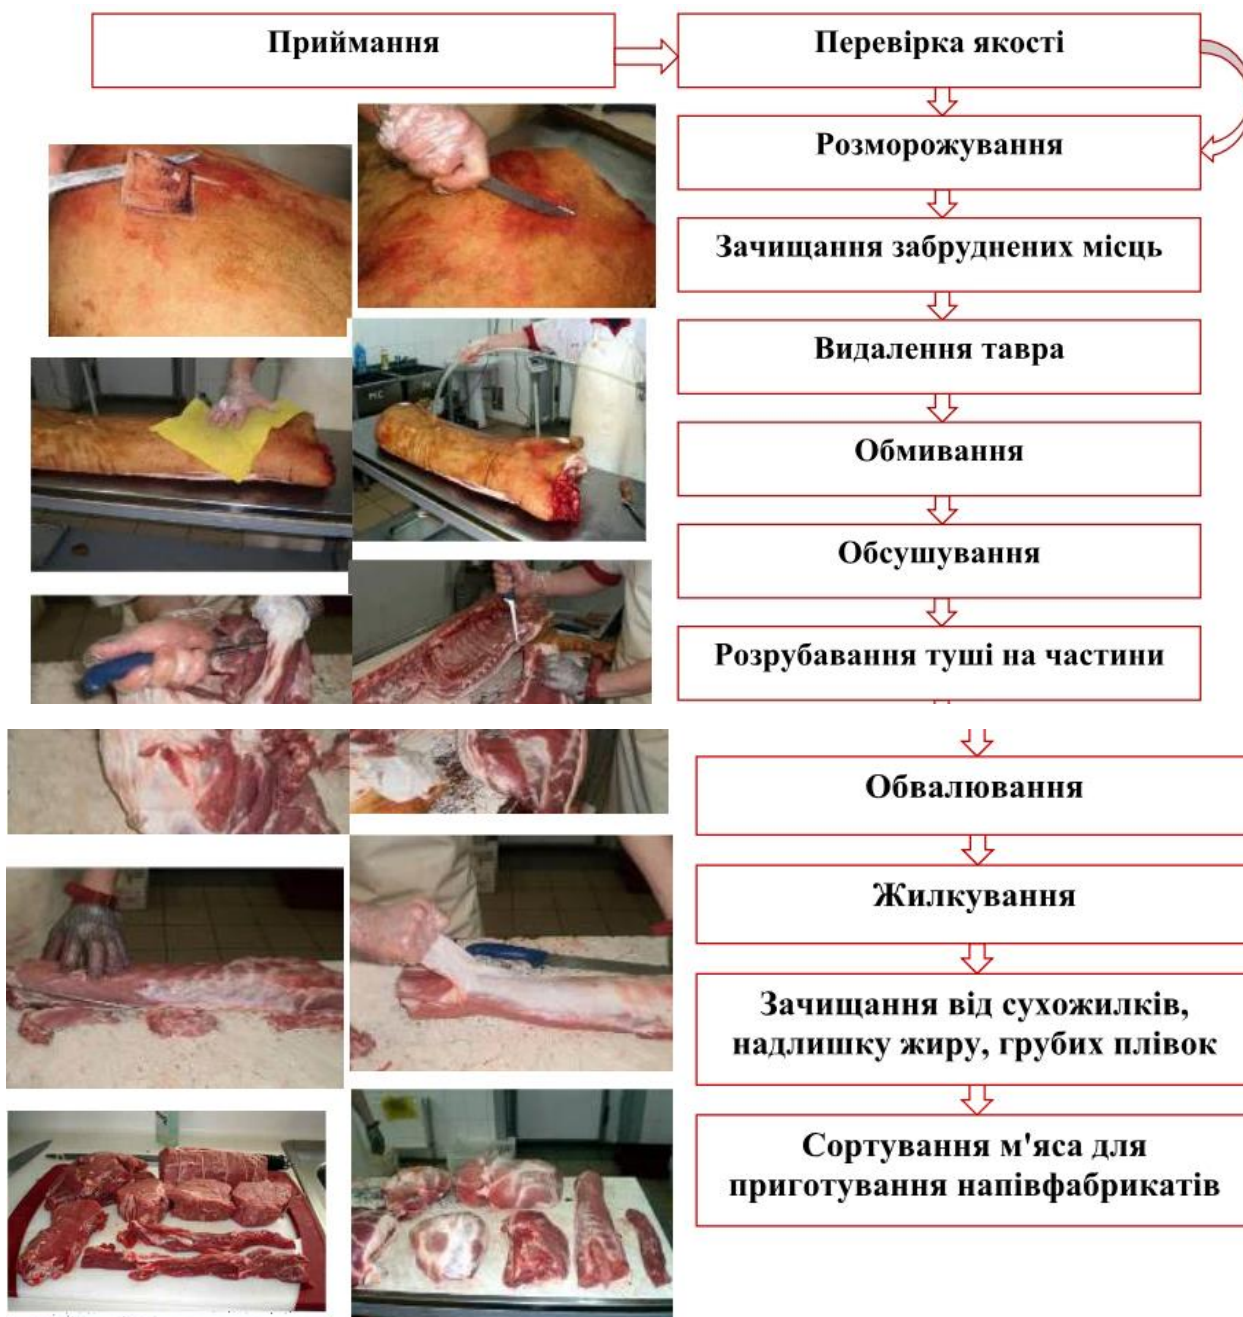 Приймання
Перевірка якості
Розморожування
Зачищання забруднених місць
Видалення тавра
Обмивання
Обсушування
Розрубавання туші на частини
Обвалювання
Жилкування
Зачищання від сухожилків,
надлишку жиру, грубих плівок
Сортування м'яса для
приготування напівфабрикатів